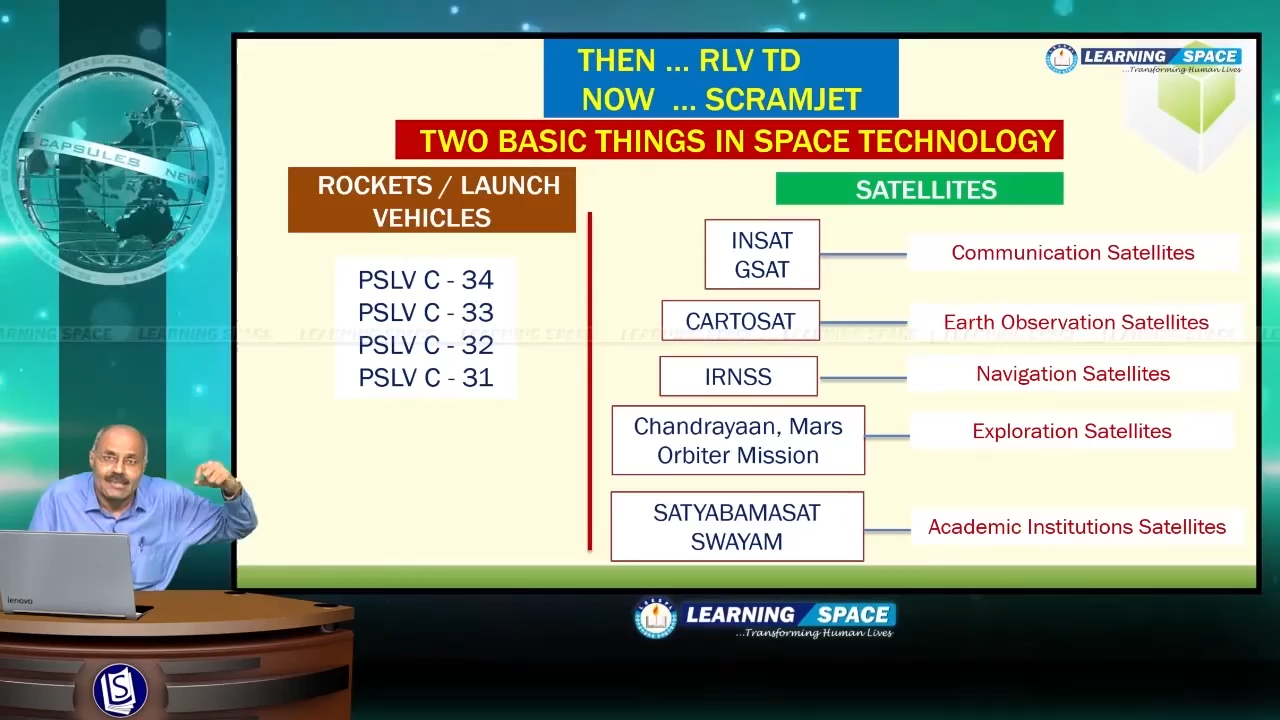 THEN ... RLV TD
NOW ... SCRAMJET
LEARNING SPACE
...Transforming Human Lives
TWO BASIC THINGS IN SPACE TECHNOLOGY
ROCKETS / LAUNCH
VEHICLES
PSLV C - 34
PSLV C - 33
PSLV C - 32
PSLV C - 31
SATELLITES
INSAT
GSAT
Communication Satellites
CARTOSAT
Earth Observation Satellites
IRNSS
Navigation Satellites
Chandrayaan, Mars
Orbiter Mission
Exploration Satellites
SATYABAMASAT
SWAYAM
Academic Institutions Satellites
CAPSULES NEWS
lenovo
LS
LEARNING SPACE
...Transforming Human Lives